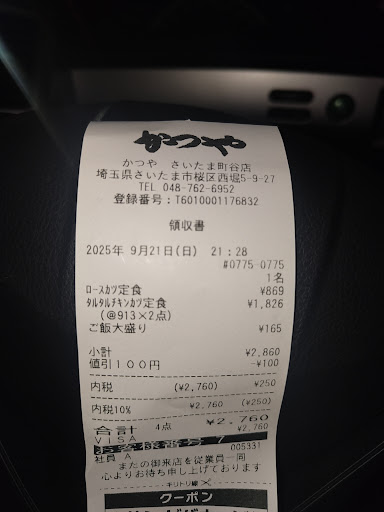 かつや
かつや さいたま町谷店
埼玉県さいたま市桜区西堀5-9-27
TEL 048-762-6952
登録番号:T6010001176832
領収書
2025年 9月21日(日) 21:28
#0775-0775
1名
ﾛｰｽｶﾂ定食 ¥869
ﾀﾙﾀﾙﾁｷﾝｶﾂ定食 ¥1,826
(@913×2点)
ご飯大盛り ¥165
小計 ¥2,860
値引100円 -¥100
内税 (¥2,760) ¥250
内税10% ¥2,760 (¥250)
合計 4点 ¥2,760
VISA ¥2,760
お客様番号 7
社員 A 005331
またの御来店を従業員一同
心よりお待ち申し上げております
キリトリ線
クーポン